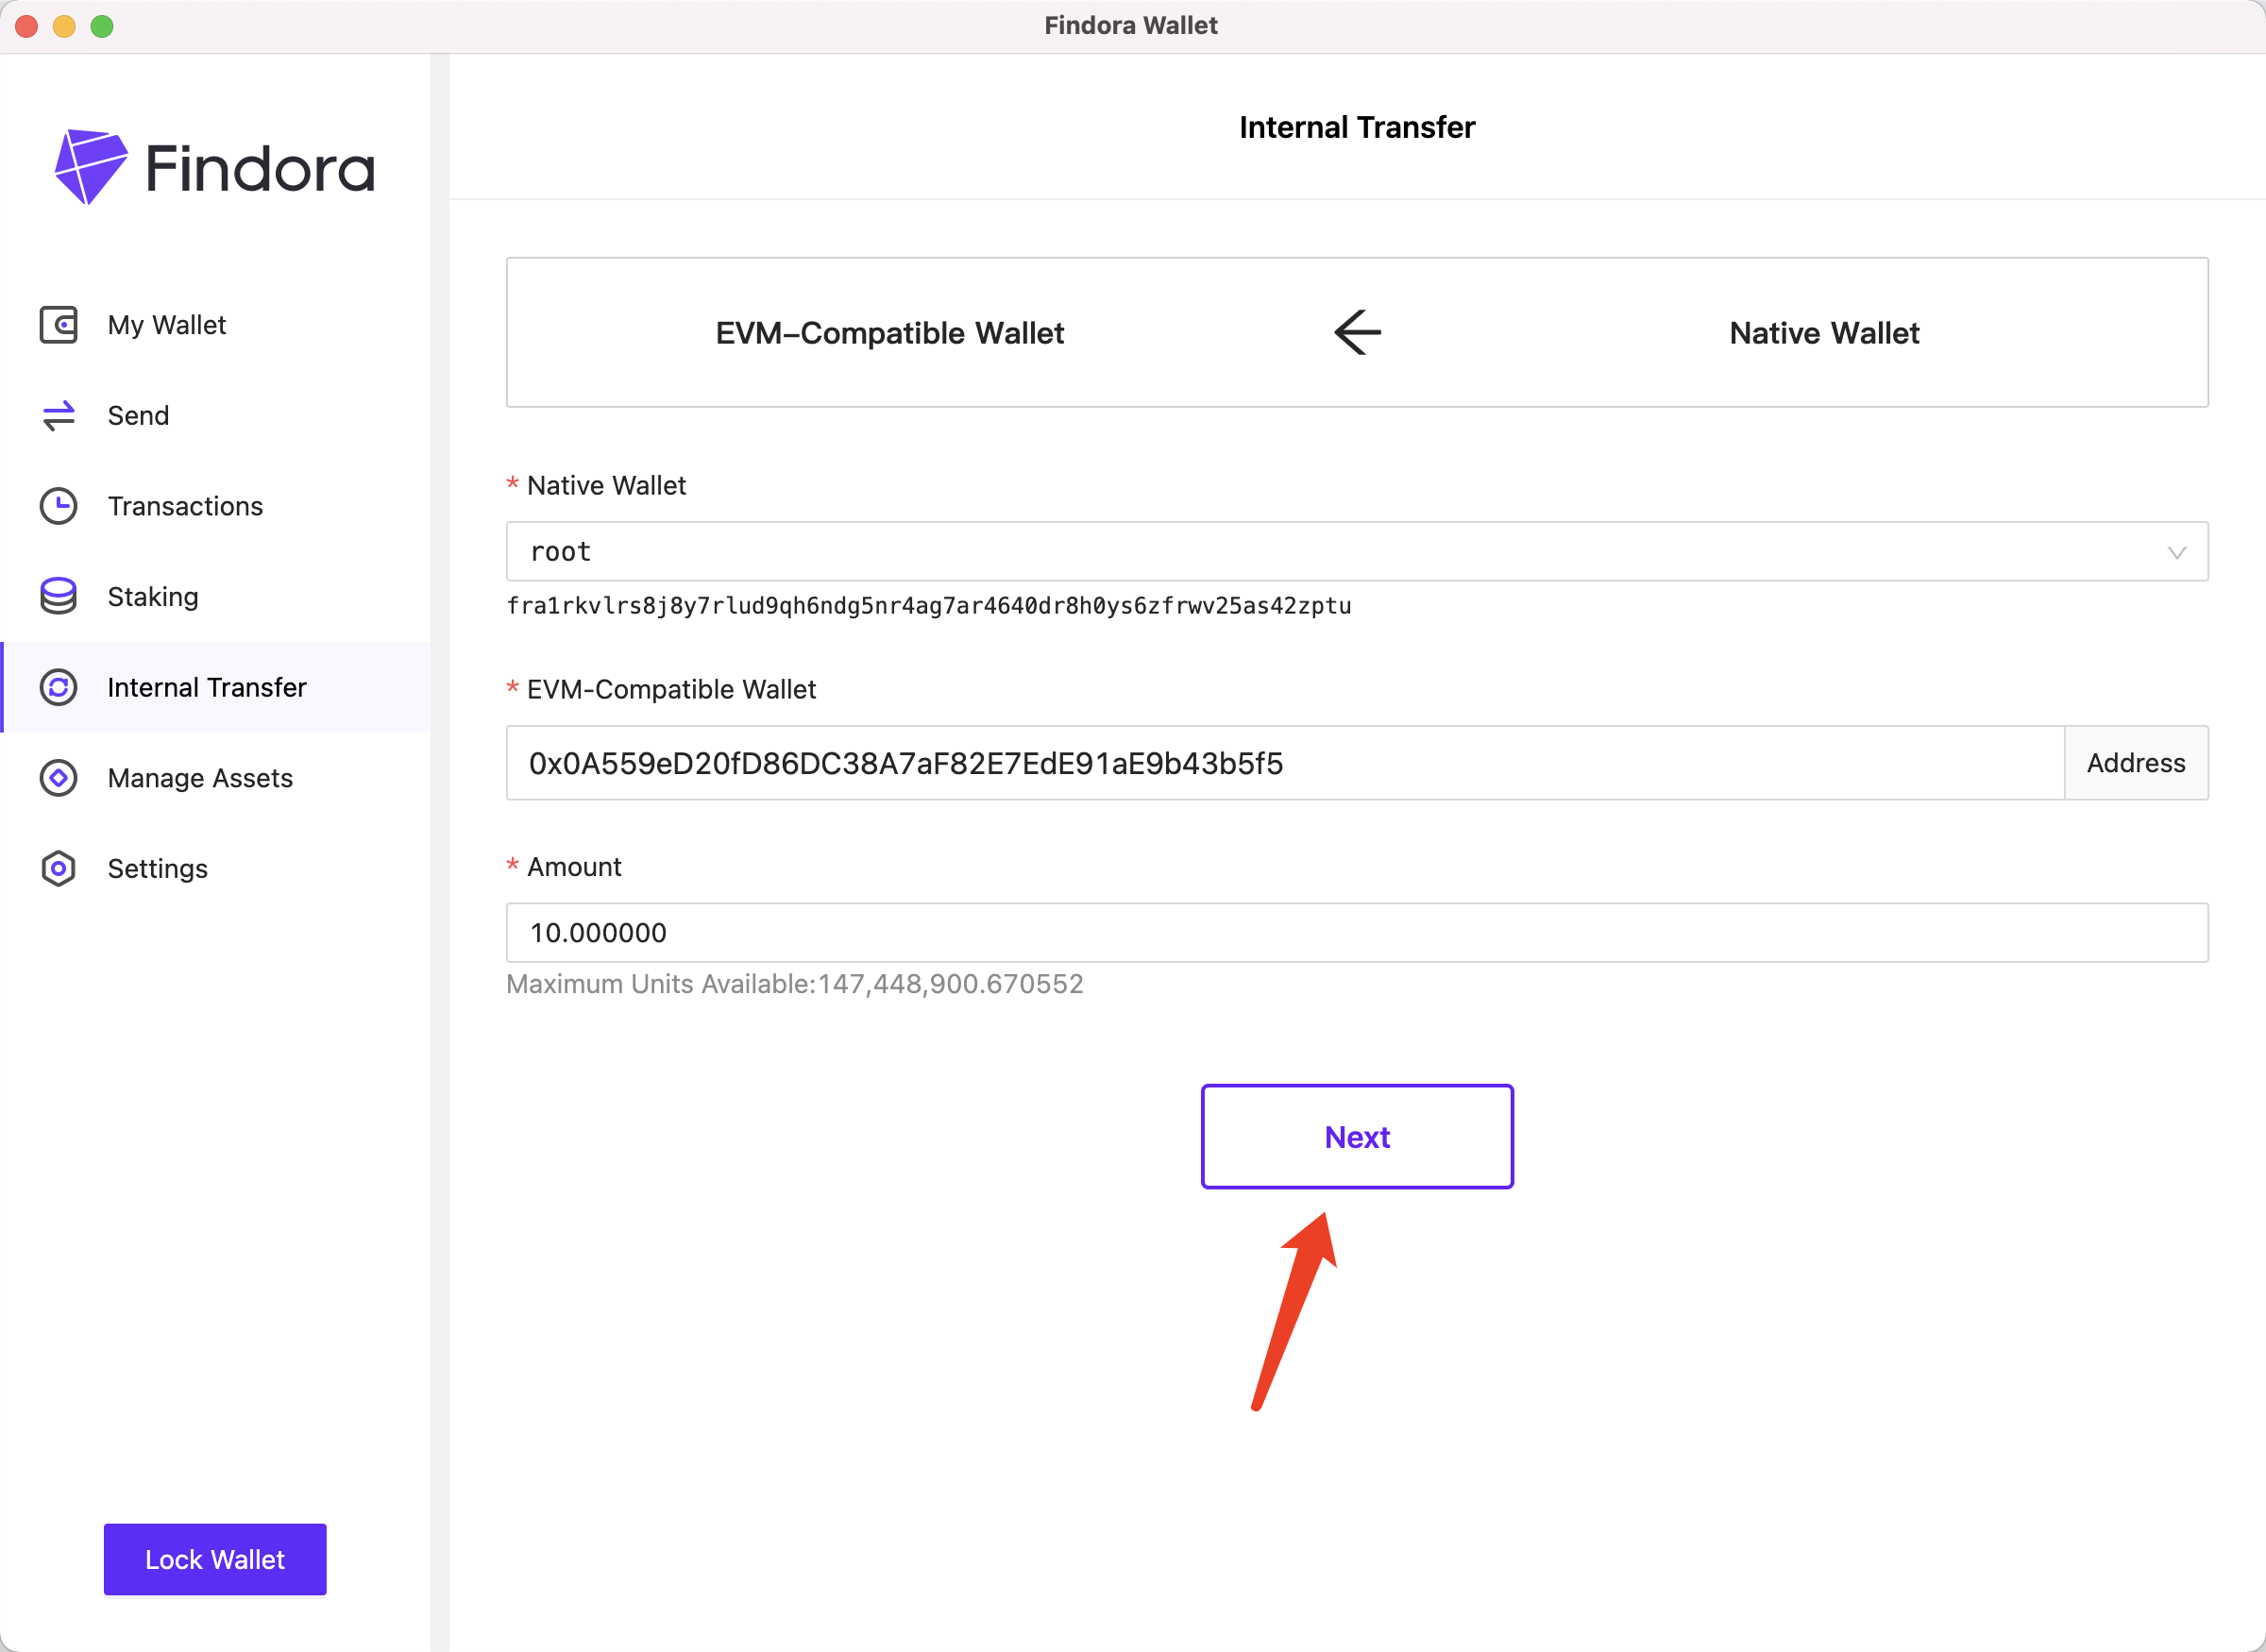 Findora Wallet
Findora
My Wallet
Send
Transactions
Staking
Internal Transfer
Manage Assets
Settings
Lock Wallet
Internal Transfer
EVM–Compatible Wallet
Native Wallet
* Native Wallet
root
fra1rkvlrs8j8y7rlud9qh6ndg5nr4ag7ar4640dr8h0ys6zfrwv25as42zptu
* EVM-Compatible Wallet
0x0A559eD20fD86DC38A7aF82E7EdE91aE9b43b5f5
Address
* Amount
10.000000
Maximum Units Available:147,448,900.670552
Next